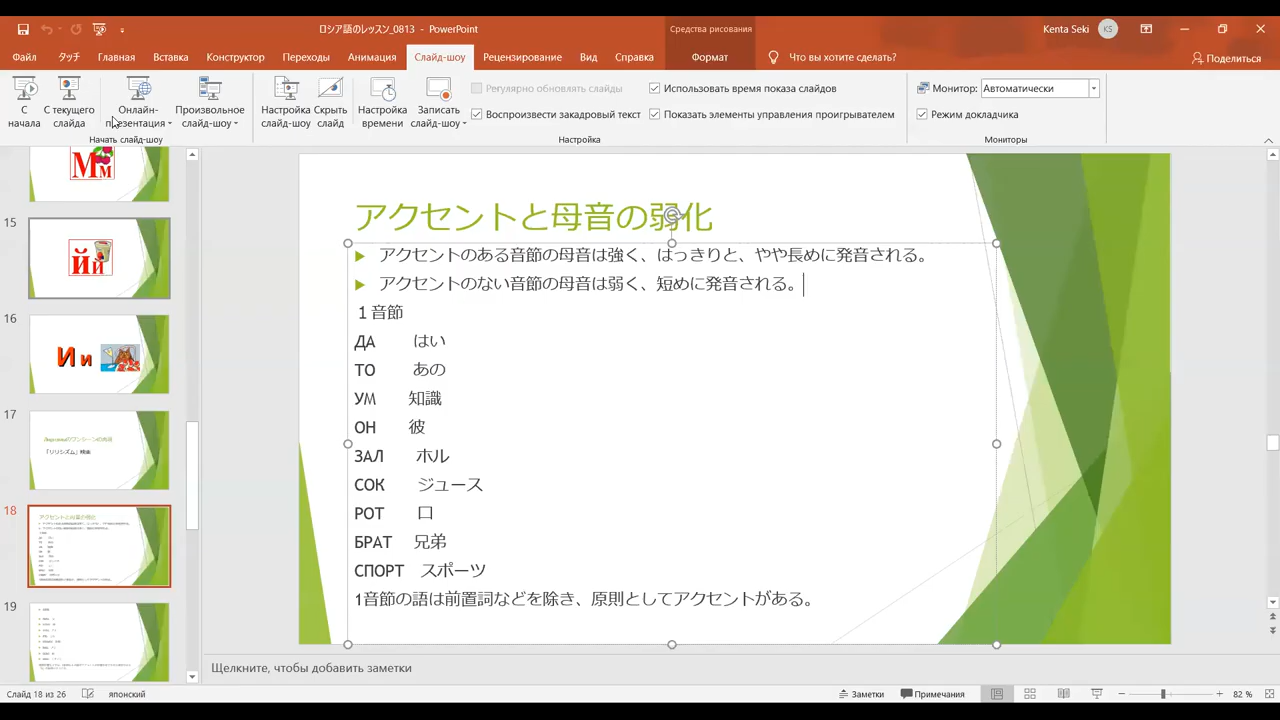 ロシア語のレッスン_0813 - PowerPoint
Средства рисования
Kenta Seki
KS
Файл
タッチ
Главная
Вставка
Конструктор
Переходы
Анимация
Слайд-шоу
Рецензирование
Вид
Справка
Формат
Что вы хотите сделать?
Поделиться
С начала
С текущего слайда
Онлайн-презентация
Произвольное слайд-шоу
Начать слайд-шоу
Настройка слайд-шоу
Скрыть слайд
Настройка времени
Записать слайд-шоу
Регулярно обновлять слайды
Воспроизвести закадровый текст
Использовать время показа слайдов
Показать элементы управления проигрывателем
Настройка
Монитор:
Автоматически
Режим докладчика
Мониторы
Мм
15
Йй
16
И и
17
18
19
アクセントと母音の弱化
アクセントのある音節の母音は強く、はっきりと、やや長めに発音される。
アクセントのない音節の母音は弱く、短めに発音される。
１音節
ДА はい
ТО あの
УМ 知識
ОН 彼
ЗАЛ ホル
СОК ジュース
РОТ 口
БРАТ 兄弟
СПОРТ スポーツ
1音節の語は前置詞などを除き、原則としてアクセントがある。
Щелкните, чтобы добавить заметки
Слайд 18 из 26
японский
Заметки
Примечания
82 %